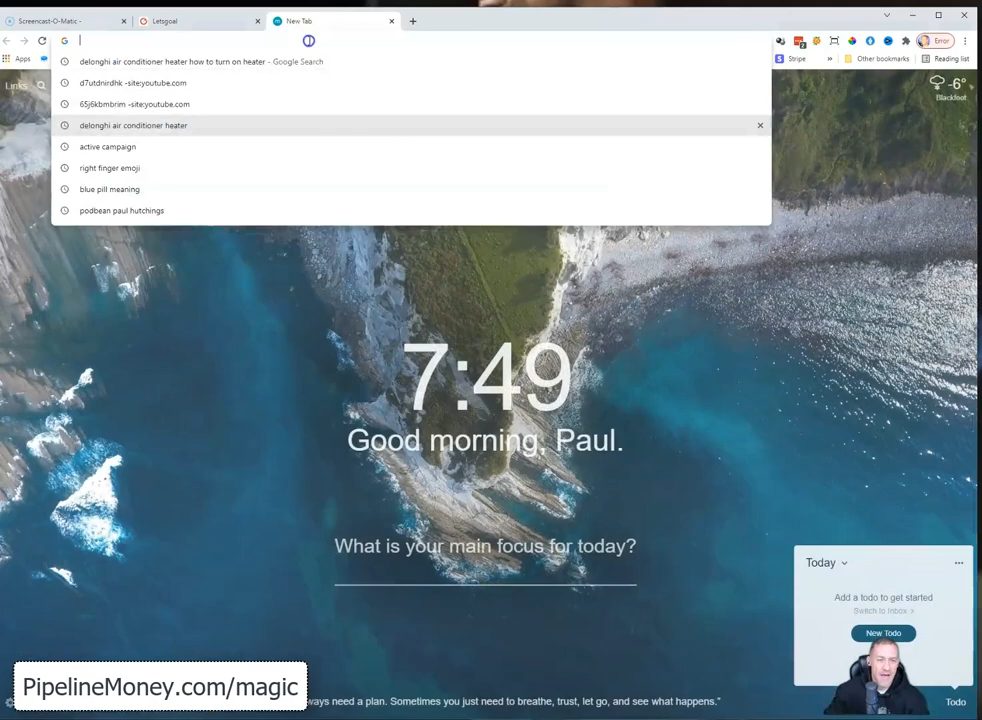 Screencast-O-Matic -
Letsgoal
New Tab
2
Error
Apps
Stripe
Other bookmarks
Reading list
delonghi air conditioner heater how to turn on heater - Google Search
d7utdnirdhk -site:youtube.com
65j6kbmbrim -site:youtube.com
delonghi air conditioner heater
active campaign
right finger emoji
blue pill meaning
podbean paul hutchings
Links
-6°
Blackfoot
7:49
Good morning, Paul.
What is your main focus for today?
Today
Add a todo to get started
Switch to Inbox >
New Todo
PipelineMoney.com/magic
ways need a plan. Sometimes you just need to breathe, trust, let go, and see what happens."
Todo